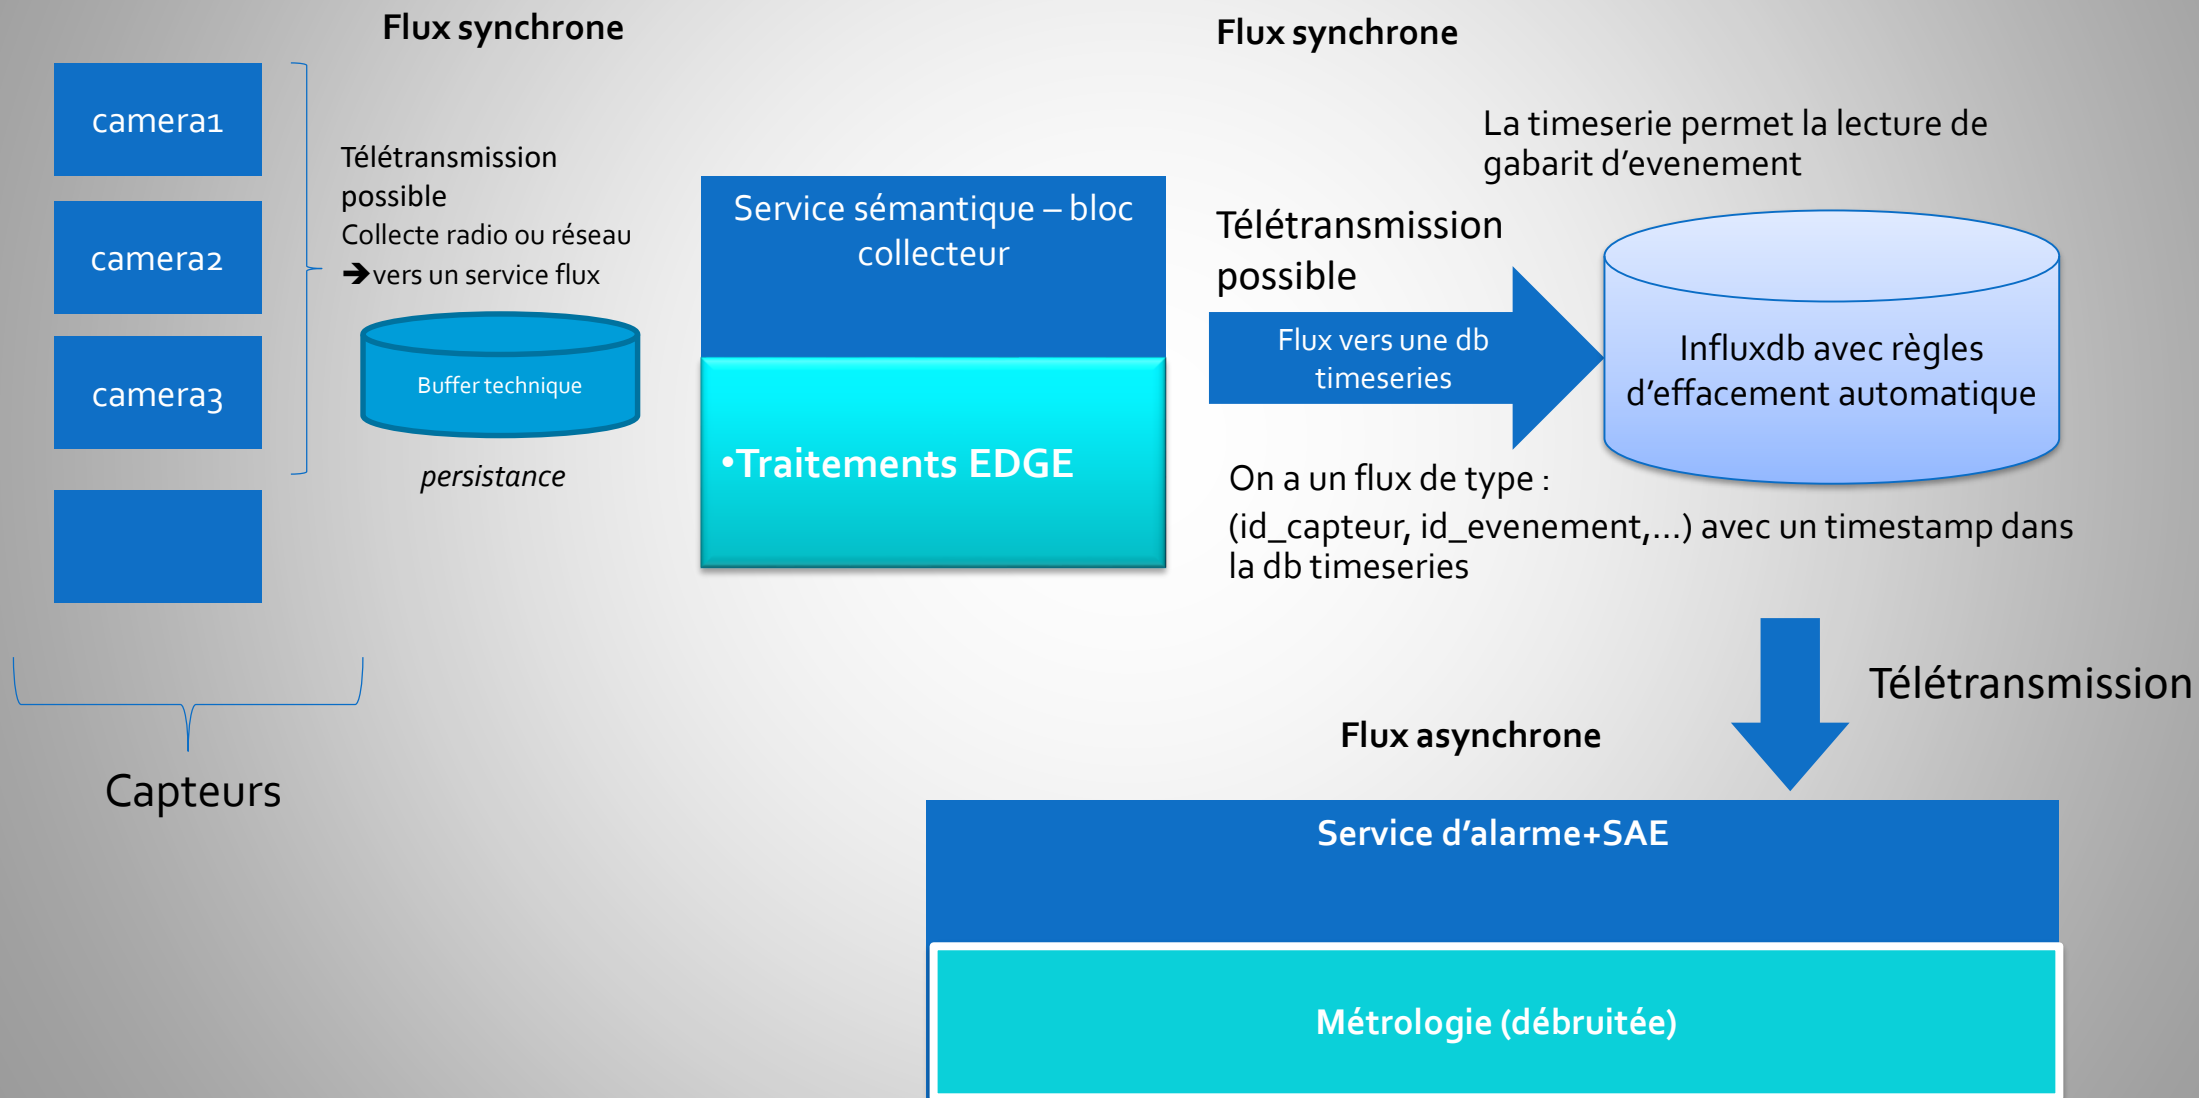 Flux synchrone
Flux synchrone
camera1
camera2
camera3
Télétransmission
possible
Collecte radio ou réseau
➔vers un service flux
Buffer technique
persistance
Capteurs
Service sémantique – bloc
collecteur
•Traitements EDGE
La timeserie permet la lecture de
gabarit d’evenement
Télétransmission
possible
Flux vers une db
timeseries
Influxdb avec règles
d’effacement automatique
On a un flux de type :
(id_capteur, id_evenement,…) avec un timestamp dans
la db timeseries
Télétransmission
Flux asynchrone
Service d’alarme+SAE
Métrologie (débruitée)